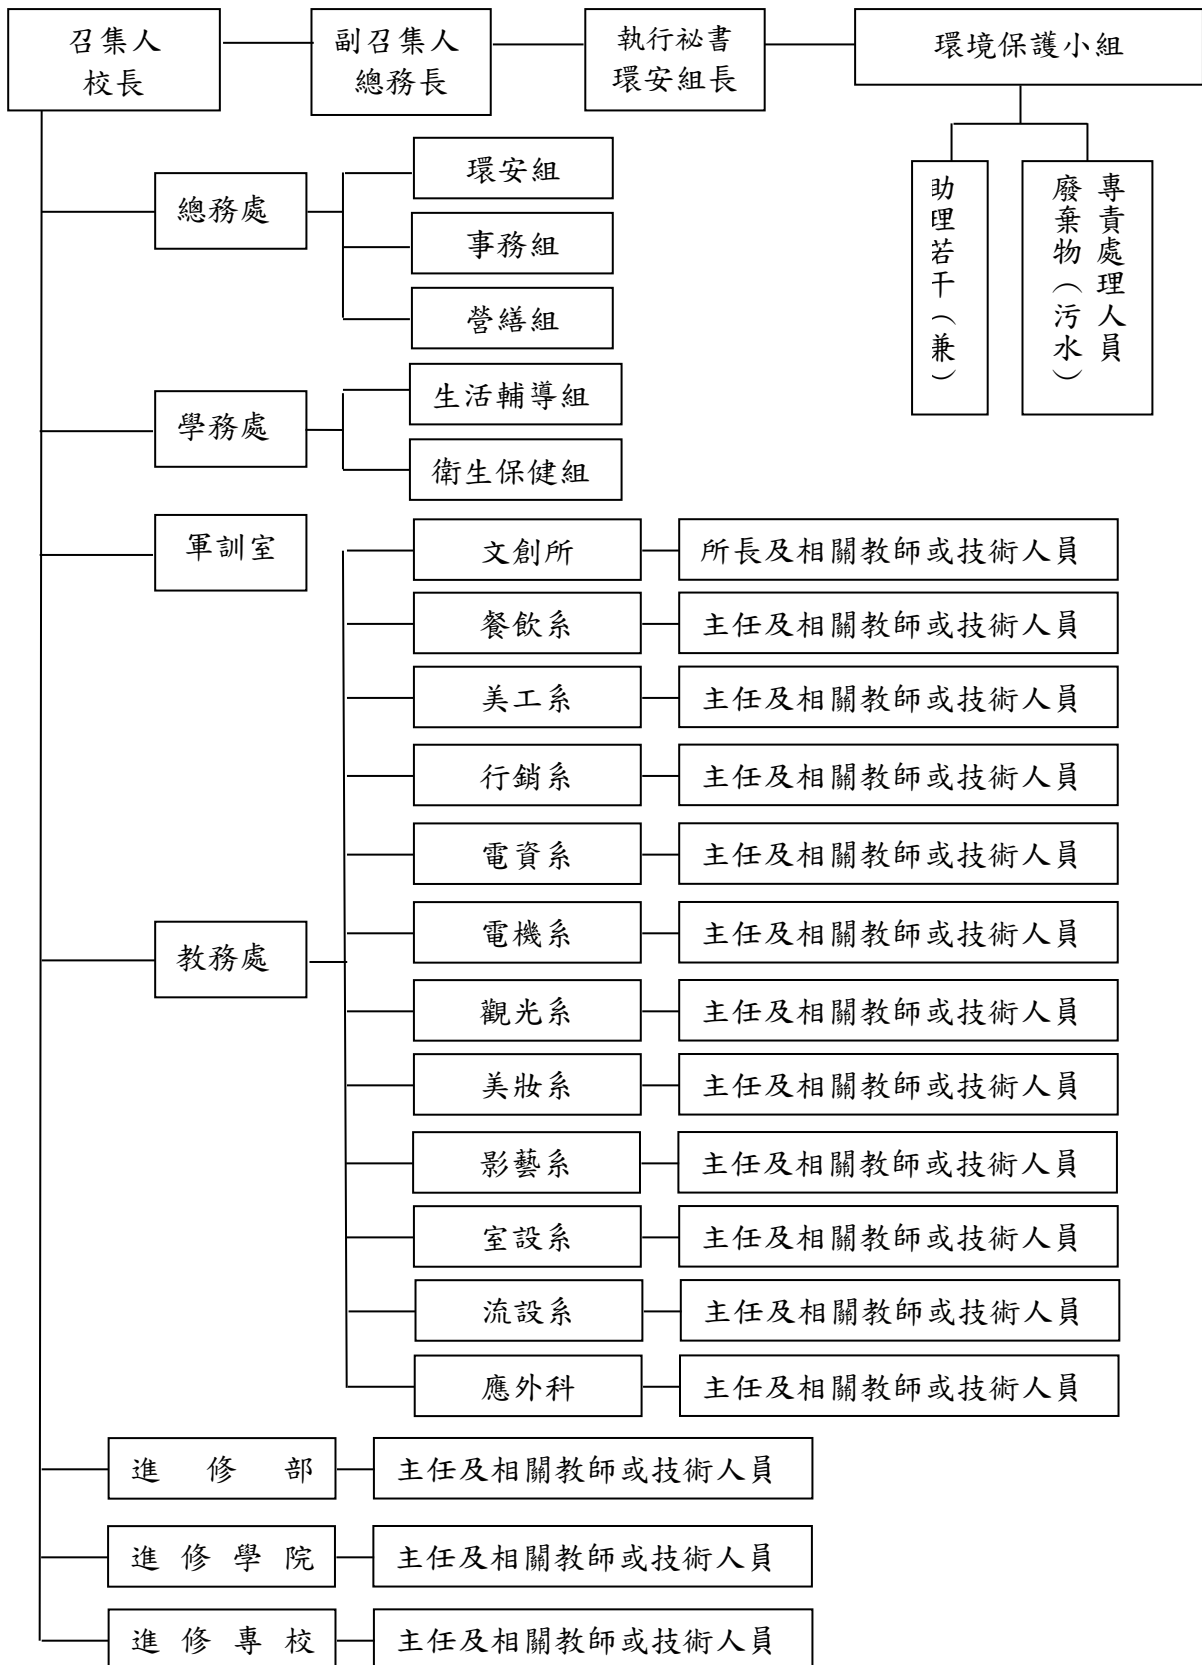 召集人
校長
副召集人
總務長
執行祕書
環安組長
環境保護小組
助理若干（兼）
專責處理人員
廢棄物（污水）
總務處
環安組
事務組
營繕組
學務處
生活輔導組
衛生保健組
軍訓室
教務處
文創所
所長及相關教師或技術人員
餐飲系
主任及相關教師或技術人員
美工系
主任及相關教師或技術人員
行銷系
主任及相關教師或技術人員
電資系
主任及相關教師或技術人員
電機系
主任及相關教師或技術人員
觀光系
主任及相關教師或技術人員
美妝系
主任及相關教師或技術人員
影藝系
主任及相關教師或技術人員
室設系
主任及相關教師或技術人員
流設系
主任及相關教師或技術人員
應外科
主任及相關教師或技術人員
進修部
主任及相關教師或技術人員
進修學院
主任及相關教師或技術人員
進修專校
主任及相關教師或技術人員